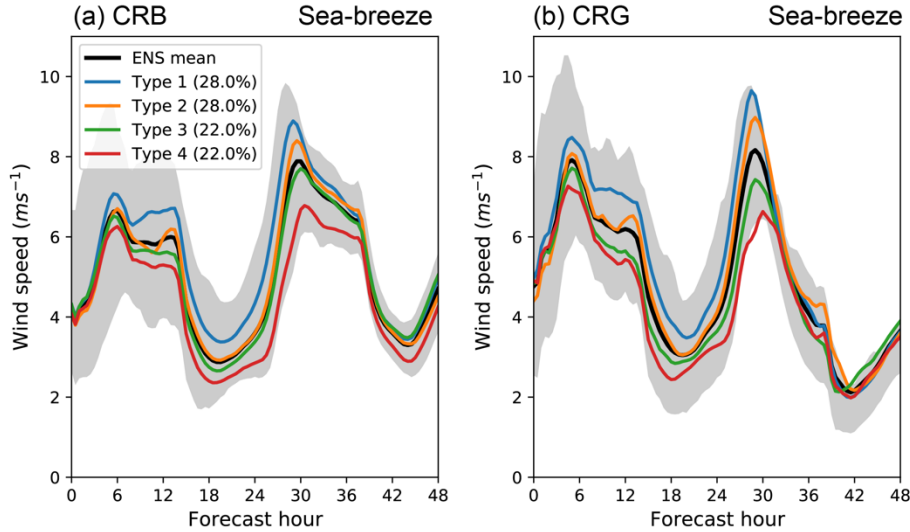 (a) CRB Sea-breeze
Wind speed (ms⁻¹)
10
8
6
4
2
0
ENS mean
Type 1 (28.0%)
Type 2 (28.0%)
Type 3 (22.0%)
Type 4 (22.0%)
0 6 12 18 24 30 36 42 48
Forecast hour
(b) CRG Sea-breeze
Wind speed (ms⁻¹)
10
8
6
4
2
0
0 6 12 18 24 30 36 42 48
Forecast hour